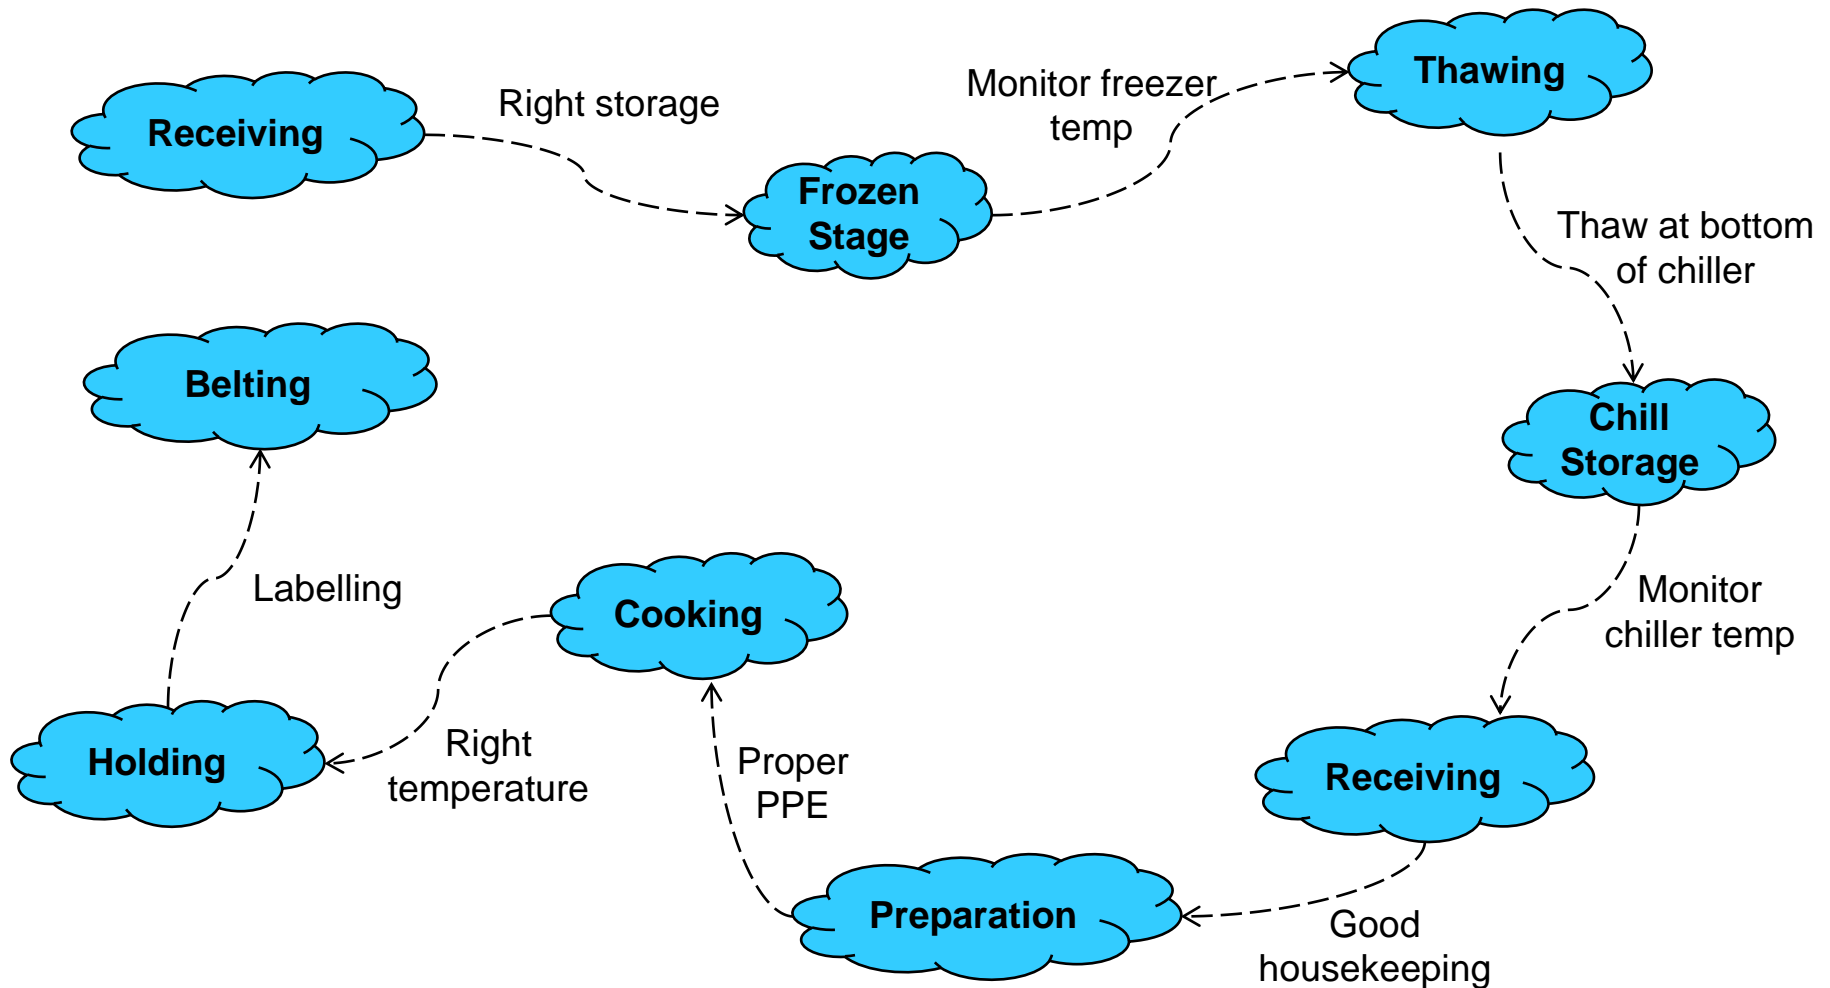 Receiving
Right storage
Frozen
Stage
Monitor freezer
temp
Thawing
Thaw at bottom
of chiller
Chill
Storage
Monitor
chiller temp
Receiving
Good
housekeeping
Preparation
Proper
PPE
Cooking
Right
temperature
Holding
Labelling
Belting